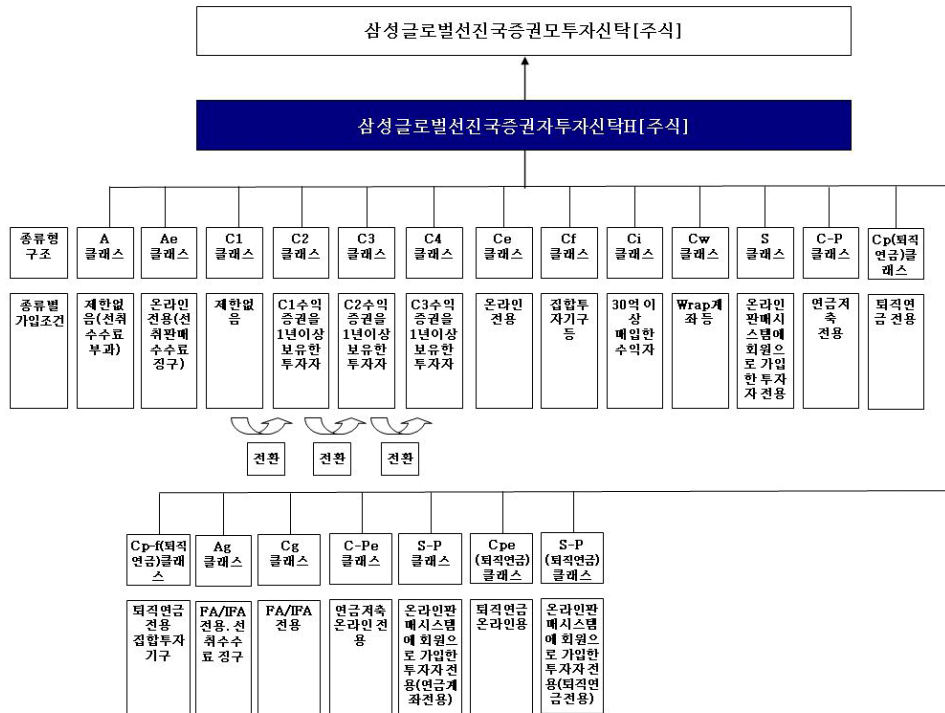 삼성글로벌선진국증권모투자신탁[주식]
삼성글로벌선진국증권자투자신탁Ⅱ[주식]
종류형
구조
A
클래스
Ae
클래스
C1
클래스
C2
클래스
C3
클래스
C4
클래스
Ce
클래스
Cf
클래스
Ci
클래스
Cw
클래스
S
클래스
C-P
클래스
Cp(퇴직
연금)클
래스
종류별
가입조건
제한없
음(선취
수수료
부과)
온라인
전용(선
취판매
수수료
징구)
제한없
음
C1수익
증권을
1년이상
보유한
투자자
C2수익
증권을
1년이상
보유한
투자자
C3수익
증권을
1년이상
보유한
투자자
온라인
전용
집합투
자기구
등
30억 이
상
매입한
수익자
Wrap계
좌 등
온라인
판매시
스템에
회원으
로 가입
한 투자
자 전용
연금저
축
전용
퇴직연
금 전용
전환
전환
전환
Cp-f(퇴직
연금)클래
스
Ag
클래스
Cg
클래스
C-Pe
클래스
S-P
클래스
Cpe
(퇴직연금)
클래스
S-P
(퇴직연금)
클래스
퇴직연금
전용
집합투자
기구
FA/IFA
전용. 선
취수수
료 징구
FA/IFA
전용
연금저축
온라인 전
용
온라인판
매시스템
에 회원으
로 가입한
투자자 전
용(연금계
좌전용)
퇴직연금
온라인용
온라인판
매시스템
에 회원으
로 가입한
투자자 전
용(퇴직연
금전용)